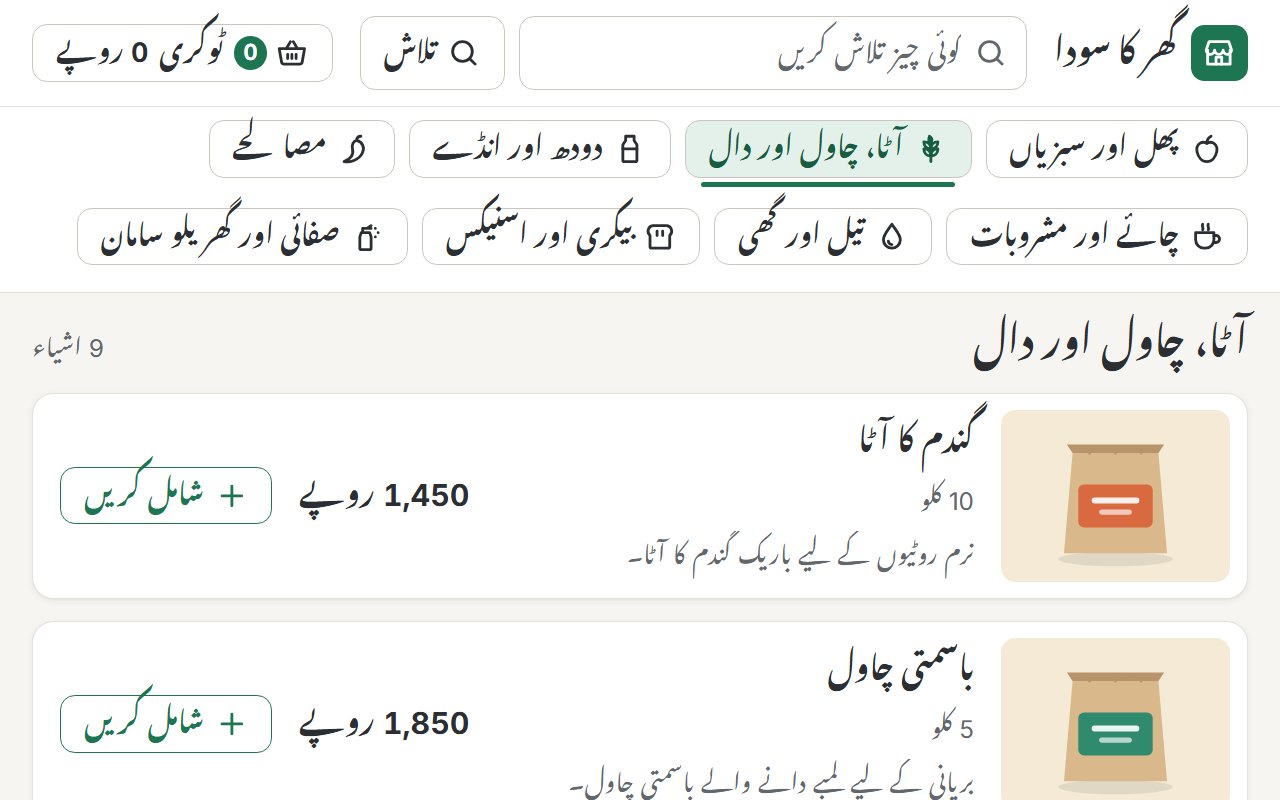 گھر کا سودا
کوئی چیز تلاش کریں
تلاش
ٹوکری 0 روپے
0
پھل اور سبزیاں
آٹا، چاول اور دال
دودھ اور انڈے
مصالحے
چائے اور مشروبات
تیل اور گھی
بیکری اور اسنیکس
صفائی اور گھریلو سامان
آٹا، چاول اور دال
9 اشیاء
گندم کا آٹا
10 کلو
نرم روٹیوں کے لیے باریک گندم کا آٹا۔
1,450 روپے
شامل کریں
باسمتی چاول
5 کلو
بریانی کے لیے لمبے دانے والے باسمتی چاول۔
1,850 روپے
شامل کریں